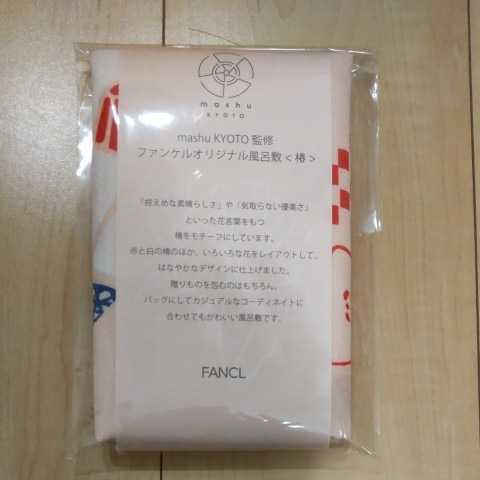 mashu
kyoto
mashu KYOTO 監修
ファンケルオリジナル風呂敷 < 椿 >
「控えめな素晴らしさ」や「気取らない優美さ」
といった花言葉をもつ
椿をモチーフにしています。
赤と白の椿のほか、いろいろな花をレイアウトして、
はなやかなデザインに仕上げました。
贈りものを包むのはもちろん、
バッグにしてカジュアルなコーディネイトに
合わせてもかわいい風呂敷です。
FANCL